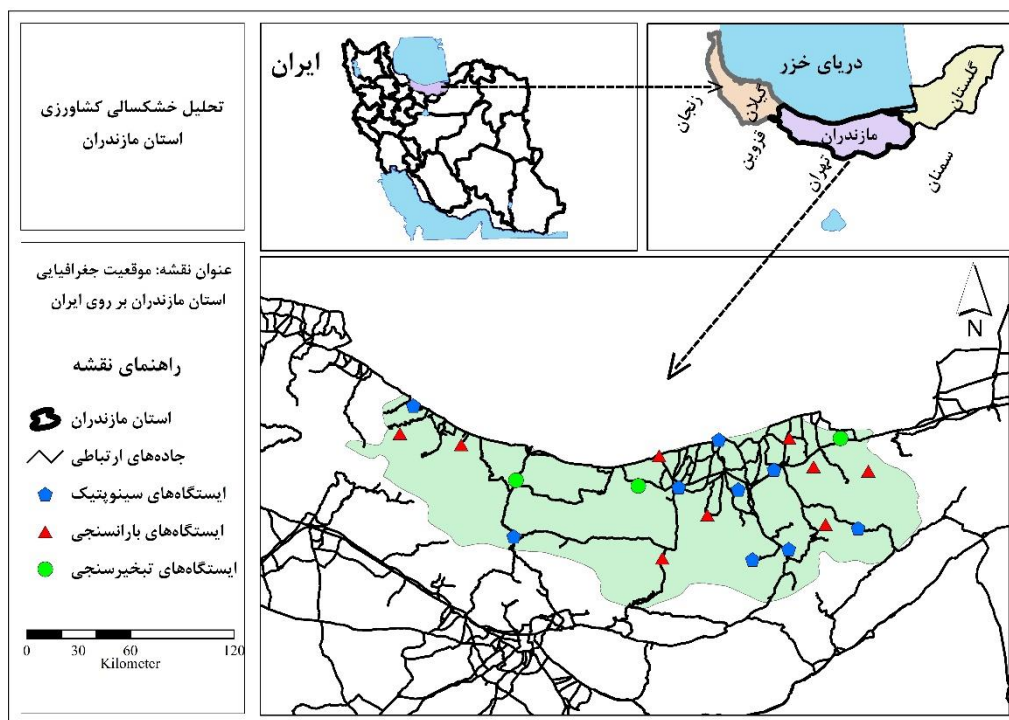 تحلیل خشکسالی کشاورزی
استان مازندران
ایران
دریای خزر
گلستان
گیلان
زنجان
مازندران
قزوین
تهران
سمنان
عنوان نقشه: موقعیت جغرافیایی
استان مازندران بر روی ایران
راهنمای نقشه
استان مازندران
جاده‌های ارتباطی
ایستگاه‌های سینوپتیک
ایستگاه‌های بارانسنجی
ایستگاه‌های تبخیرسنجی
0 30 60 120
Kilometer
N